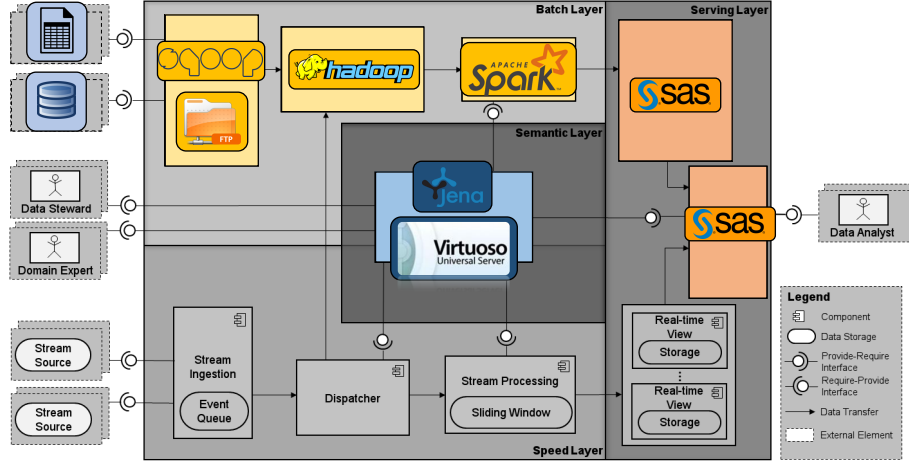 Batch Layer
Serving Layer
sqoop
hadoop
APACHE
Spark
FTP
sas
Semantic Layer
Jena
Data Steward
sas
Virtuoso
Universal Server
Domain Expert
Data Analyst
Legend
Component
Data Storage
Provide-Require
Interface
Require-Provide
Interface
Data Transfer
External Element
Stream
Source
Stream
Ingestion
Event
Queue
Dispatcher
Stream Processing
Sliding Window
Real-time
View
Storage
...
Real-time
View
Storage
Stream
Source
Speed Layer